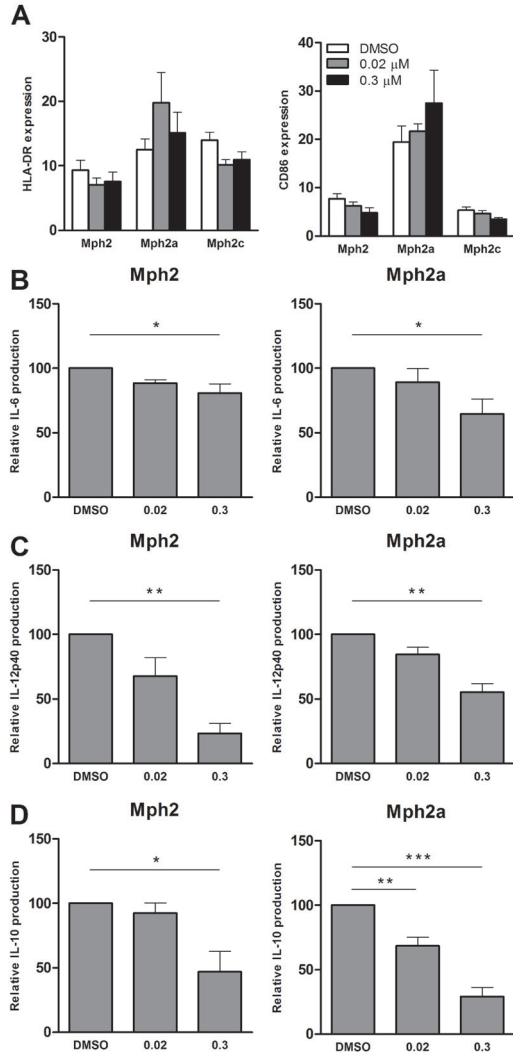 A
HLA-DR expression
30
20
10
0
Mph2 Mph2a Mph2c
CD86 expression
40
30
20
10
0
Mph2 Mph2a Mph2c
DMSO
0.02 µM
0.3 µM
B
Mph2
Relative IL-6 production
150
100
50
0
*
DMSO 0.02 0.3
Mph2a
Relative IL-6 production
150
100
50
0
*
DMSO 0.02 0.3
C
Mph2
Relative IL-12p40 production
150
100
50
0
**
DMSO 0.02 0.3
Mph2a
Relative IL-12p40 production
150
100
50
0
**
DMSO 0.02 0.3
D
Mph2
Relative IL-10 production
150
100
50
0
*
DMSO 0.02 0.3
Mph2a
Relative IL-10 production
150
100
50
0
***
**
DMSO 0.02 0.3